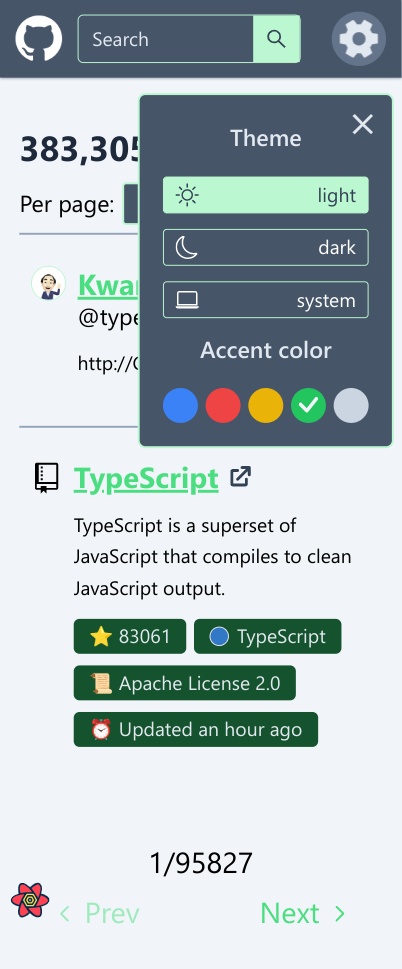 Search
383,305
Per page:
Theme
light
dark
system
Accent color
@type
TypeScript
TypeScript is a superset of
JavaScript that compiles to clean
JavaScript output.
83061
TypeScript
Apache License 2.0
Updated an hour ago
1/95827
Prev
Next